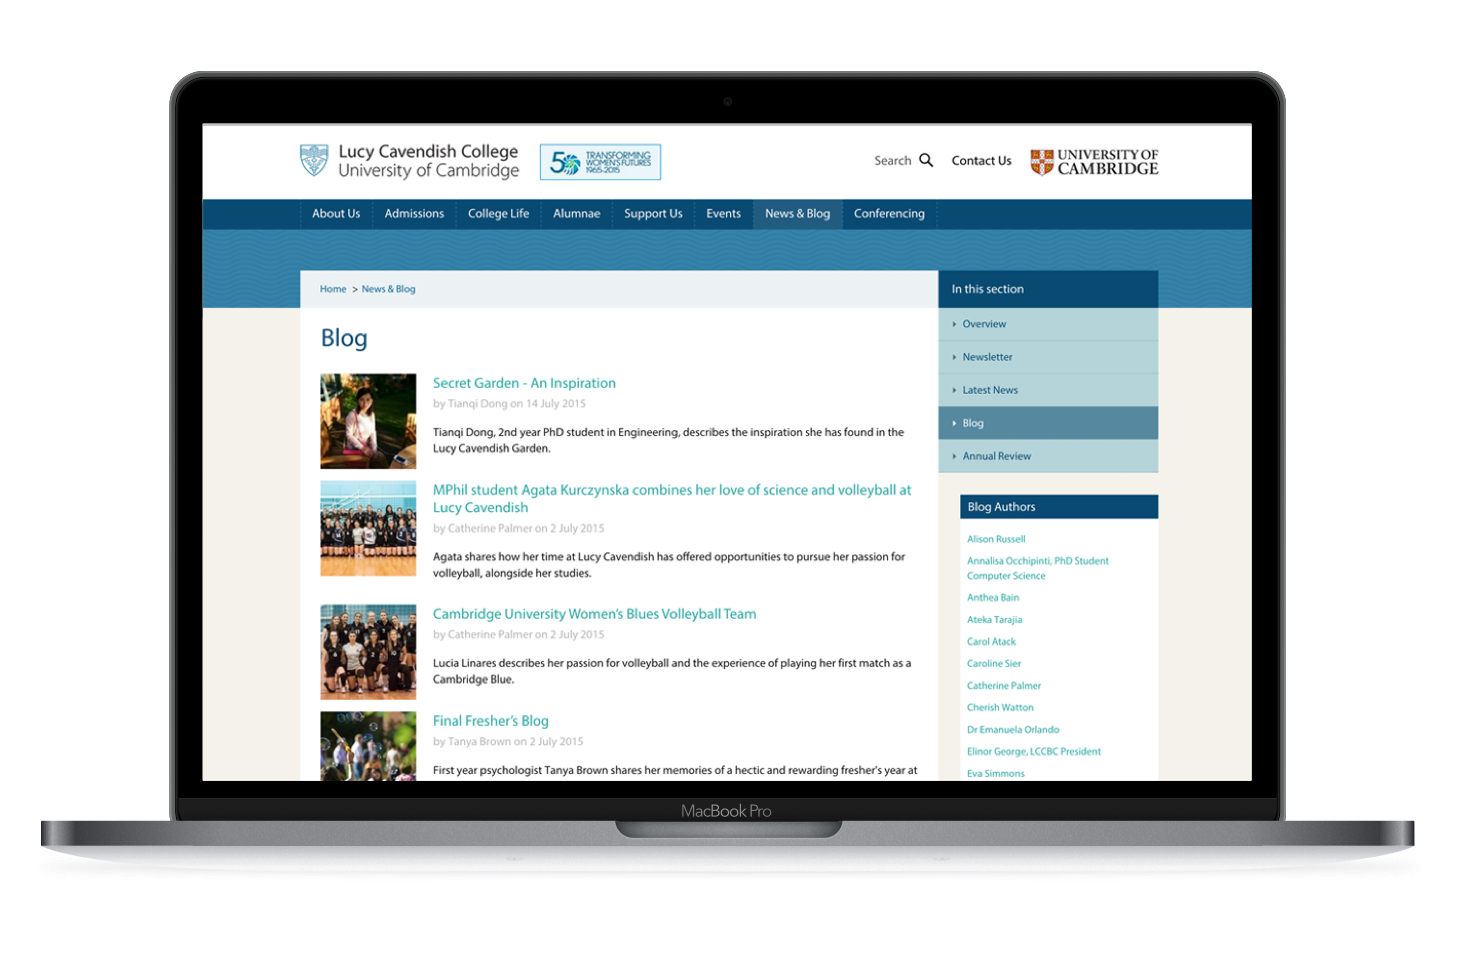 Lucy Cavendish College
University of Cambridge
50
TRANSFORMING
WOMEN'S FUTURES
1965-2015
Search
Contact Us
UNIVERSITY OF
CAMBRIDGE
About Us
Admissions
College Life
Alumnae
Support Us
Events
News & Blog
Conferencing
Home > News & Blog
Blog
Secret Garden - An Inspiration
by Tianqi Dong on 14 July 2015
Tianqi Dong, 2nd year PhD student in Engineering, describes the inspiration she has found in the
Lucy Cavendish Garden.
MPhil student Agata Kurczynska combines her love of science and volleyball at
Lucy Cavendish
by Catherine Palmer on 2 July 2015
Agata shares how her time at Lucy Cavendish has offered opportunities to pursue her passion for
volleyball, alongside her studies.
Cambridge University Women's Blues Volleyball Team
by Catherine Palmer on 2 July 2015
Lucia Linares describes her passion for volleyball and the experience of playing her first match as a
Cambridge Blue.
Final Fresher's Blog
by Tanya Brown on 2 July 2015
First year psychologist Tanya Brown shares her memories of a hectic and rewarding fresher's year at
In this section
Overview
Newsletter
Latest News
Blog
Annual Review
Blog Authors
Alison Russell
Annalisa Occhipinti, PhD Student
Computer Science
Anthea Bain
Ateka Tarajia
Carol Atack
Caroline Sier
Catherine Palmer
Cherish Watton
Dr Emanuela Orlando
Elinor George, LCCBC President
Eva Simmons
MacBook Pro